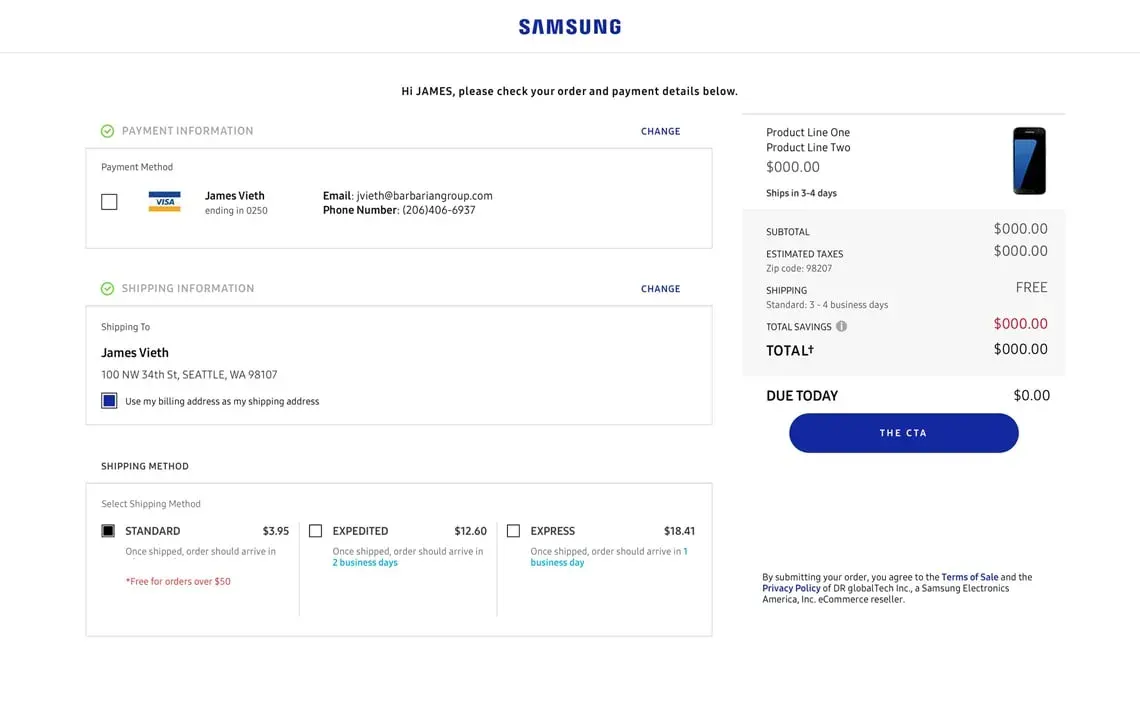 SAMSUNG
Hi JAMES, please check your order and payment details below.
PAYMENT INFORMATION
CHANGE
Payment Method
VISA
James Vieth
ending in 0250
Email: jvieth@barbariangroup.com
Phone Number: (206)406-6937
SHIPPING INFORMATION
CHANGE
Shipping To
James Vieth
100 NW 34th St, SEATTLE, WA 98107
Use my billing address as my shipping address
SHIPPING METHOD
Select Shipping Method
STANDARD $3.95
Once shipped, order should arrive in
*Free for orders over $50
EXPEDITED $12.60
Once shipped, order should arrive in
2 business days
EXPRESS $18.41
Once shipped, order should arrive in 1
business day
Product Line One
Product Line Two
$000.00
Ships in 3-4 days
SUBTOTAL $000.00
ESTIMATED TAXES $000.00
Zip code: 98207
SHIPPING FREE
Standard: 3 - 4 business days
TOTAL SAVINGS i $000.00
TOTAL† $000.00
DUE TODAY $0.00
THE CTA
By submitting your order, you agree to the Terms of Sale and the
Privacy Policy of DR globalTech Inc., a Samsung Electronics
America, Inc. eCommerce reseller.